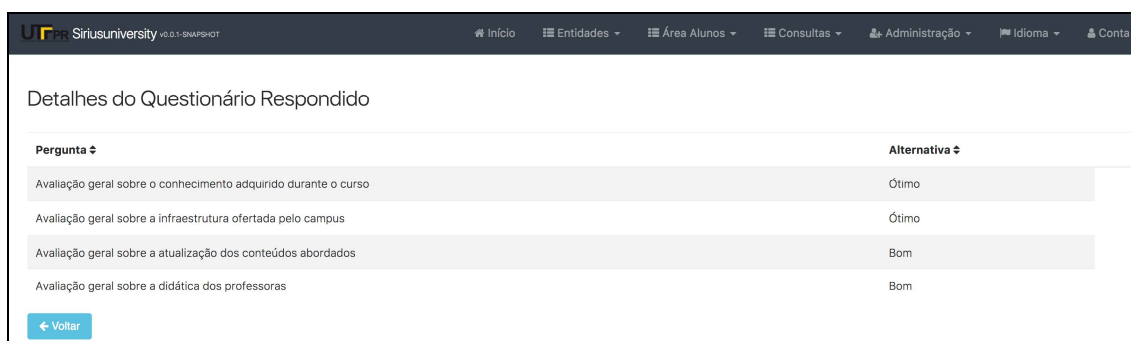 UTFPR Siriusuniversity v0.0.1-SNAPSHOT Início Entidades Área Alunos Consultas Administração Idioma Conta
Detalhes do Questionário Respondido
Pergunta Alternativa
Avaliação geral sobre o conhecimento adquirido durante o curso Ótimo
Avaliação geral sobre a infraestrutura ofertada pelo campus Ótimo
Avaliação geral sobre a atualização dos conteúdos abordados Bom
Avaliação geral sobre a didática dos professoras Bom
Voltar